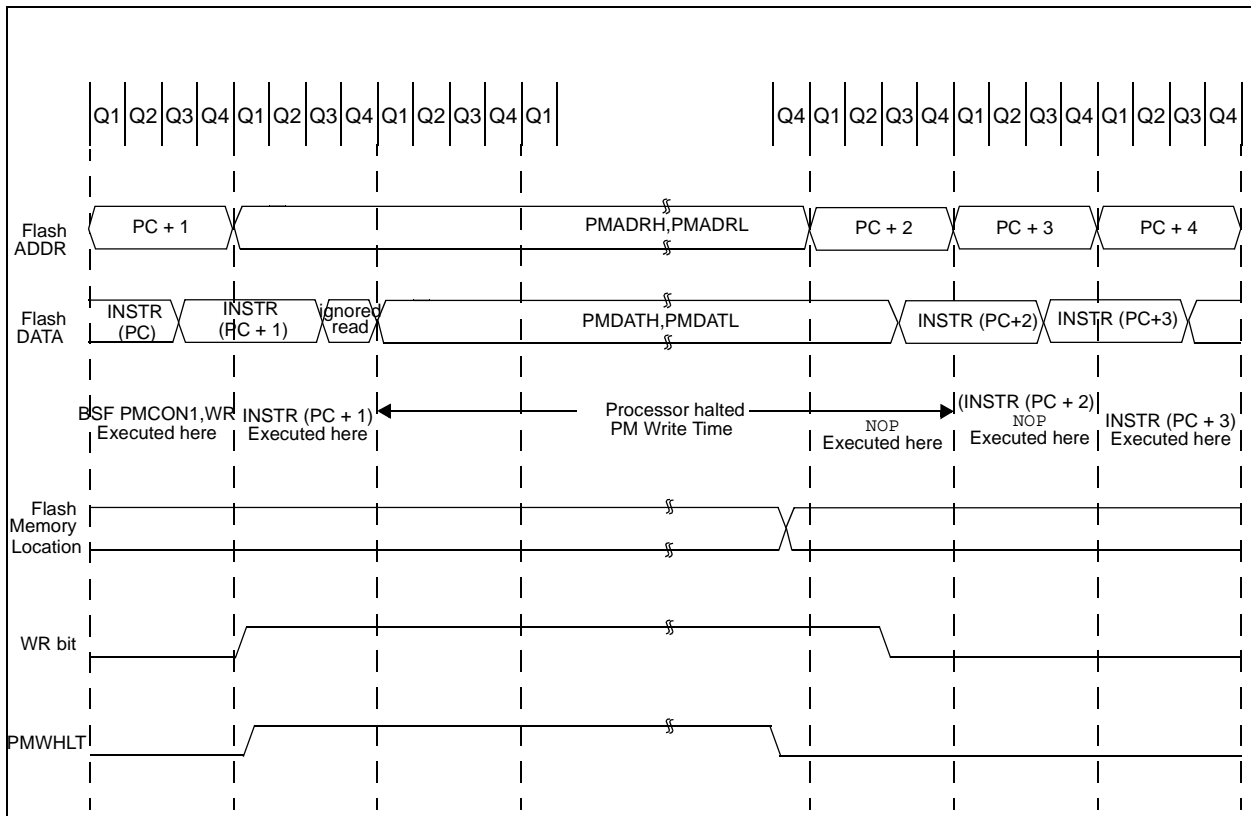 Q1 Q2 Q3 Q4 Q1 Q2 Q3 Q4 Q1 Q2 Q3 Q4 Q1 Q4 Q1 Q2 Q3 Q4 Q1 Q2 Q3 Q4 Q1 Q2 Q3 Q4
Flash
ADDR
PC + 1
PMADRH,PMADRL
PC + 2
PC + 3
PC + 4
Flash
DATA
INSTR
(PC)
INSTR
(PC + 1)
ignored
read
PMDATH,PMDATL
INSTR (PC+2)
INSTR (PC+3)
BSF PMCON1,WR
Executed here
INSTR (PC + 1)
Executed here
Processor halted
PM Write Time
NOP
Executed here
(INSTR (PC + 2)
NOP
Executed here
INSTR (PC + 3)
Executed here
Flash
Memory
Location
WR bit
PMWHLT